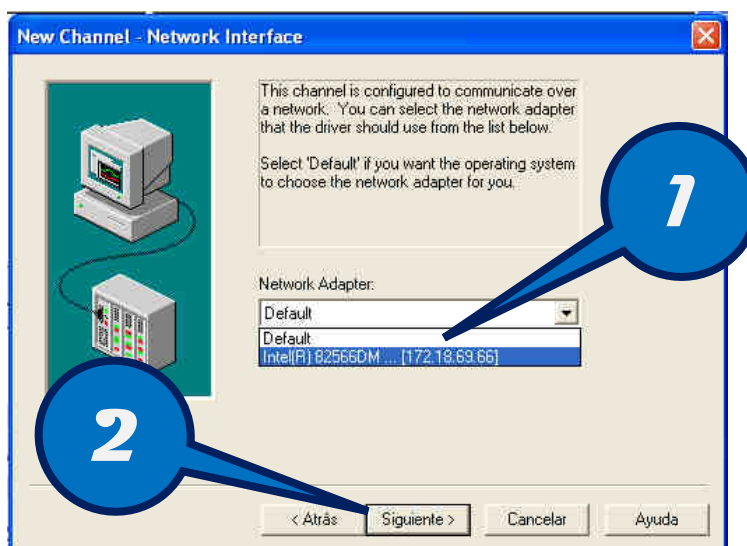 New Channel - Network Interface
This channel is configured to communicate over
a network. You can select the network adapter
that the driver should use from the list below.
Select 'Default' if you want the operating system
to choose the network adapter for you.
1
Network Adapter:
Default
Default
Intel(R) 82566DM ... [172.18.69.66]
2
< Atrás
Siguiente >
Cancelar
Ayuda